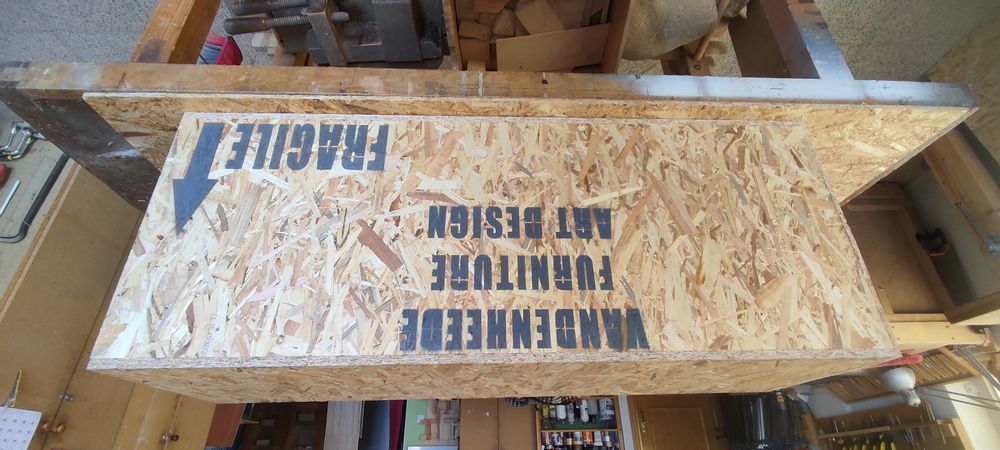 VANDENHEEDE
FURNITURE
ART DESIGN
FRAGILE